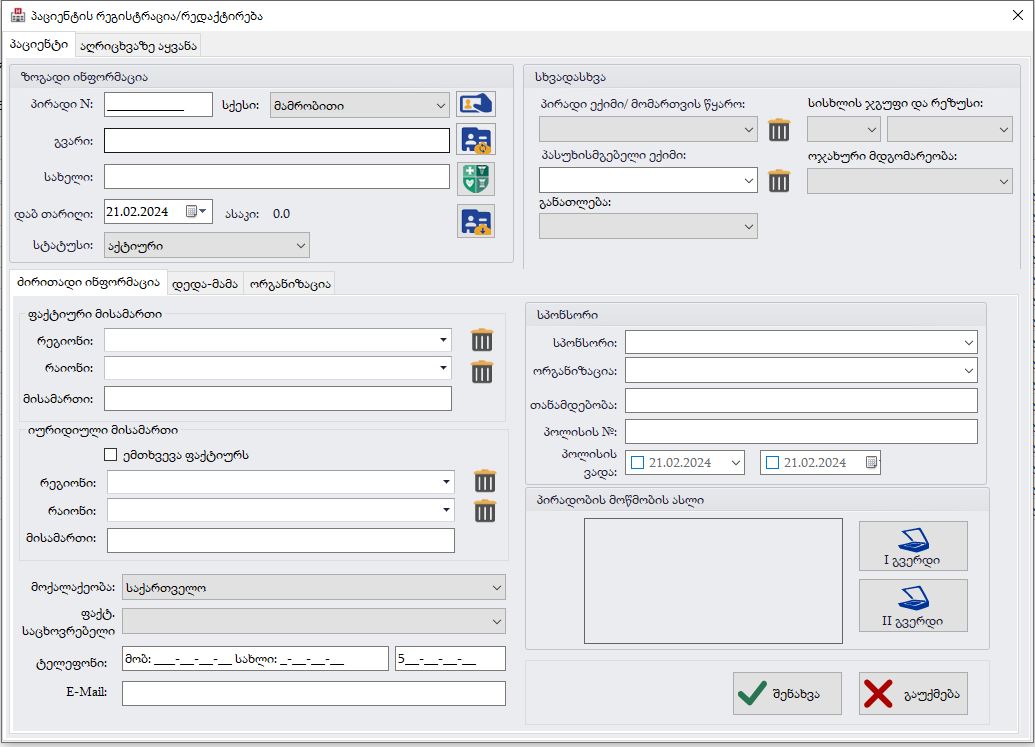 პაციენტის რეგისტრაცია/რედაქტირება
პაციენტი აღრიცხვაზე აყვანა
ზოგადი ინფორმაცია
პირადი N: ___________ სქესი: მამრობითი
გვარი:
სახელი:
დაბ თარიღი: 21.02.2024 ასაკი: 0.0
სტატუსი: აქტიური
სხვადასხვა
პირადი ექიმი/ მომართვის წყარო: სისხლის ჯგუფი და რეზუსი:
პასუხისმგებელი ექიმი: ოჯახური მდგომარეობა:
განათლება:
ძირითადი ინფორმაცია დედა-მამა ორგანიზაცია
ფაქტიური მისამართი
რეგიონი:
რაიონი:
მისამართი:
იურიდიული მისამართი
ემთხვევა ფაქტიურს
რეგიონი:
რაიონი:
მისამართი:
მოქალაქეობა: საქართველო
ფაქტ.
საცხოვრებელი
ტელეფონი: მობ: ___-__-__-__ სახლი: _-__-__-__ 5__-__-__-__
E-Mail:
სპონსორი
სპონსორი:
ორგანიზაცია:
თანამდებობა:
პოლისის №:
პოლისის
ვადა: 21.02.2024 21.02.2024
პირადობის მოწმობის ასლი
I გვერდი
II გვერდი
შენახვა გაუქმება